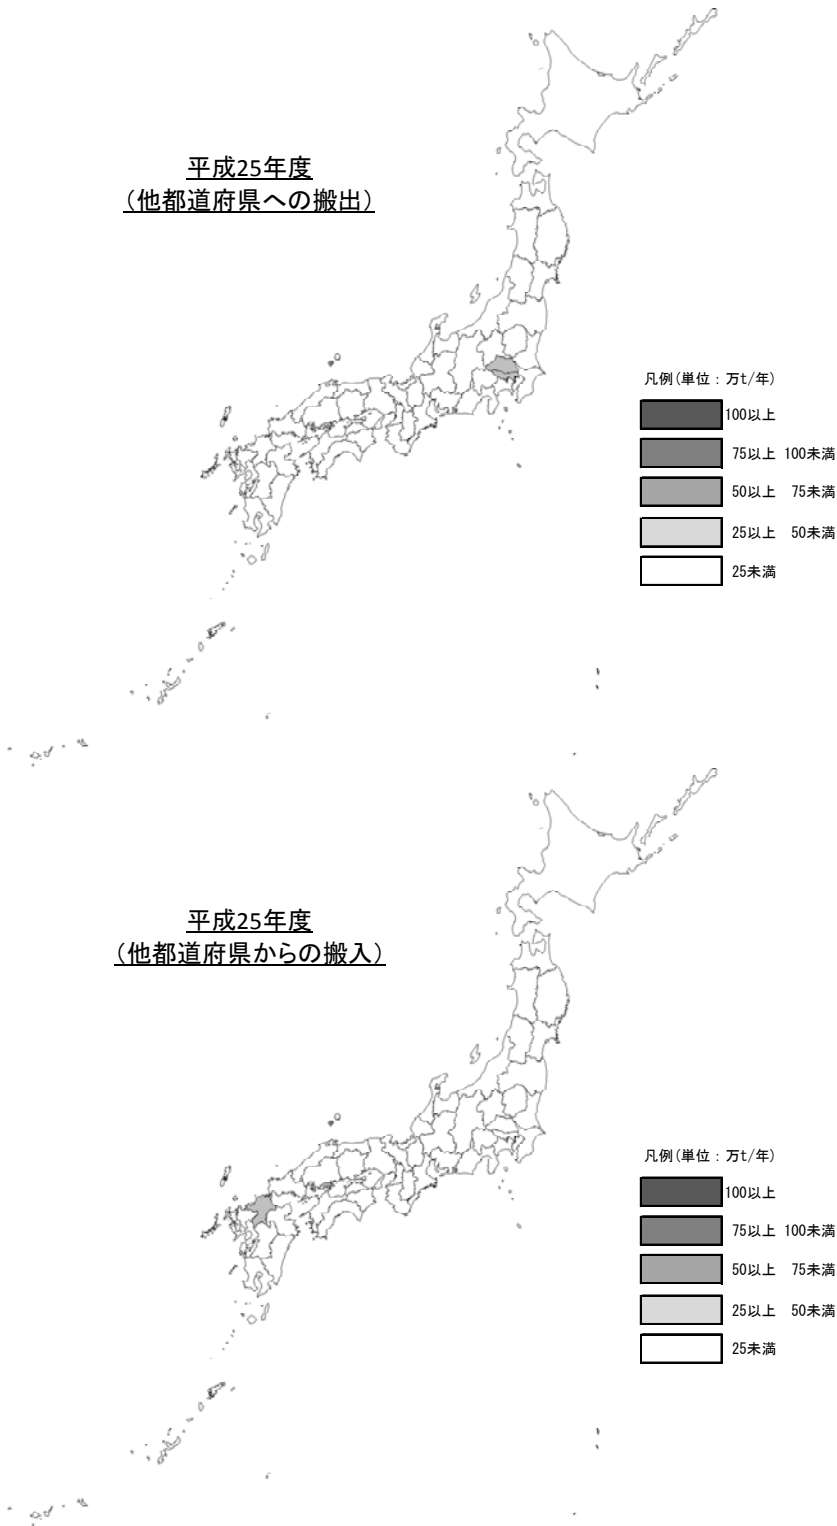 平成25年度
（他都道府県への搬出）
凡例(単位：万t/年)
100以上
75以上 100未満
50以上 75未満
25以上 50未満
25未満
平成25年度
（他都道府県からの搬入）
凡例(単位：万t/年)
100以上
75以上 100未満
50以上 75未満
25以上 50未満
25未満